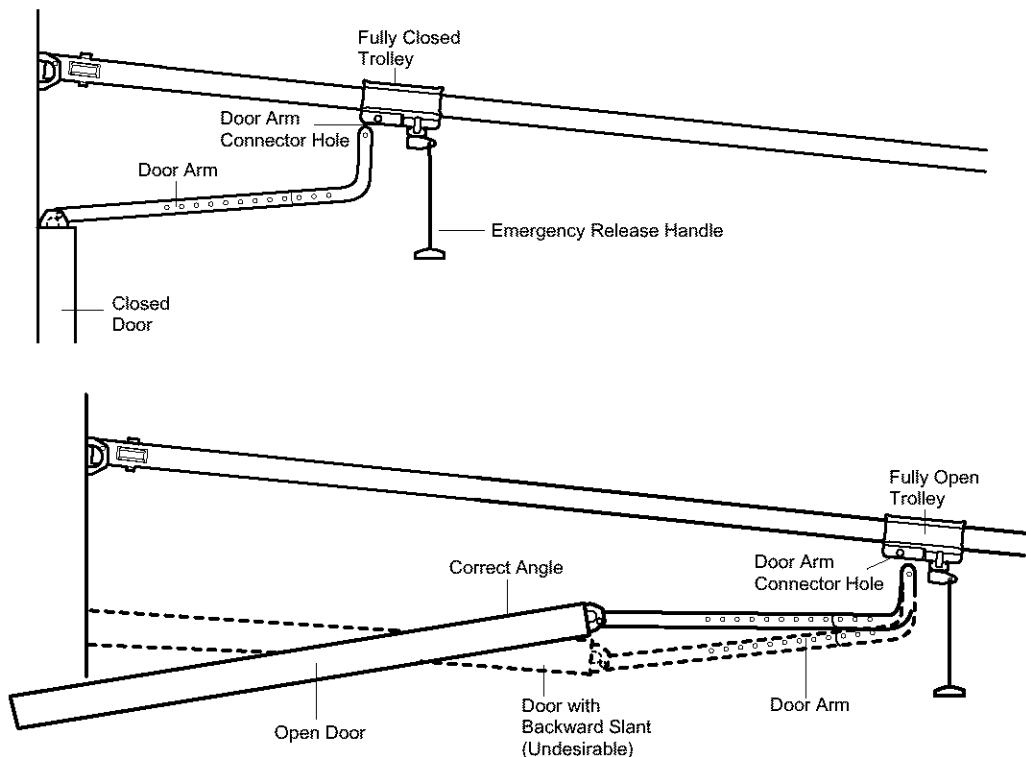 Fully Closed
Trolley
Door Arm
Connector Hole
Door Arm
Emergency Release Handle
Closed
Door
Fully Open
Trolley
Door Arm
Connector Hole
Correct Angle
Door Arm
Door with
Backward Slant
(Undesirable)
Open Door